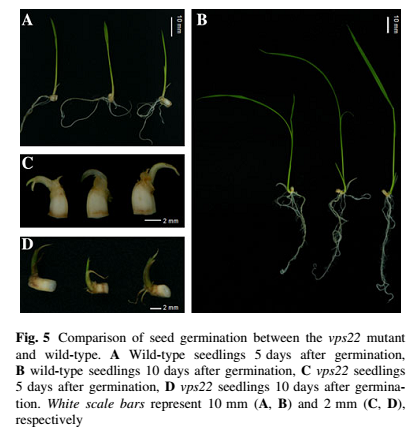 A
10 mm
B
10 mm
C
2 mm
D
2 mm
Fig. 5 Comparison of seed germination between the vps22 mutant
and wild-type. A Wild-type seedlings 5 days after germination,
B wild-type seedlings 10 days after germination, C vps22 seedlings
5 days after germination, D vps22 seedlings 10 days after germina-
tion. White scale bars represent 10 mm (A, B) and 2 mm (C, D),
respectively